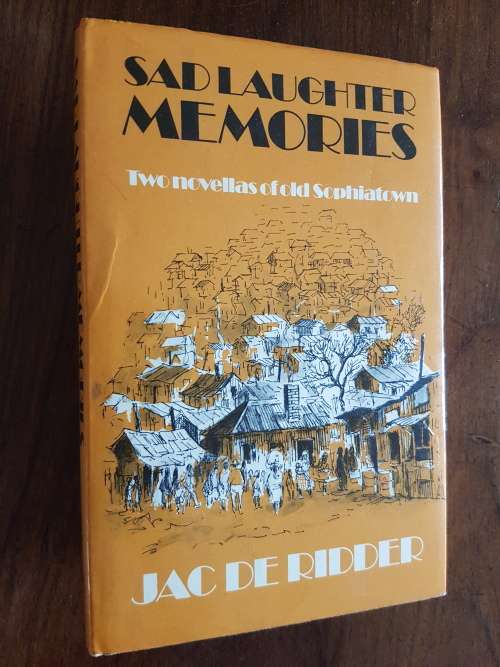 SAD LAUGHTER
MEMORIES
Two novellas of old Sophiatown
JAC DE RIDDER